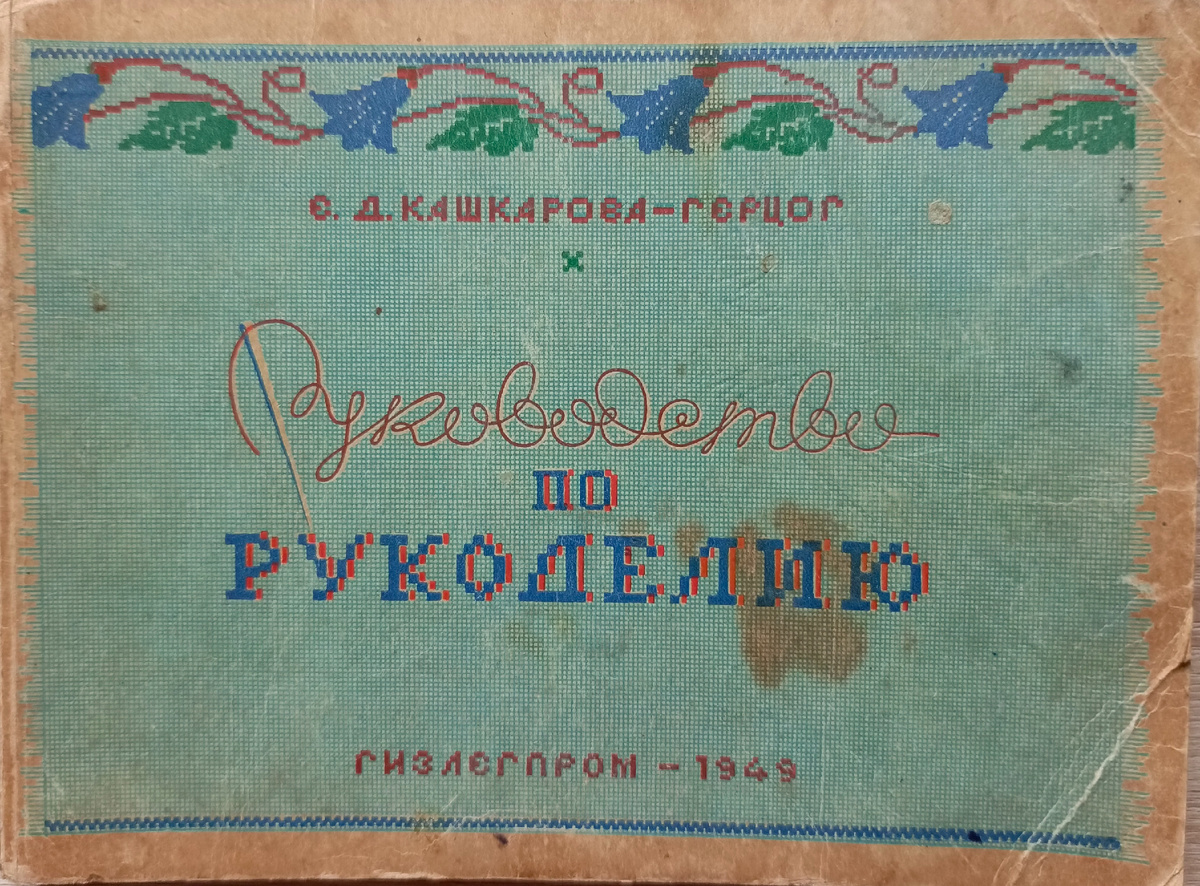 Е. Д. КАШКАРОВА-ГЕРЦОГ
Руководство
ПО
РУКОДЕЛИЮ
ГИЗЛЕГПРОМ - 1949